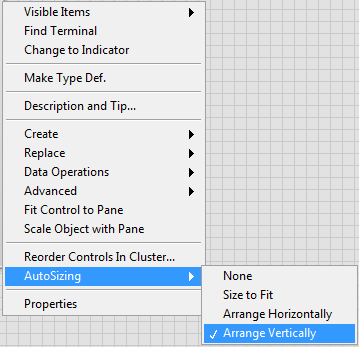 Visible Items
Find Terminal
Change to Indicator
Make Type Def.
Description and Tip...
Create
Replace
Data Operations
Advanced
Fit Control to Pane
Scale Object with Pane
Reorder Controls In Cluster...
AutoSizing
Properties
None
Size to Fit
Arrange Horizontally
Arrange Vertically